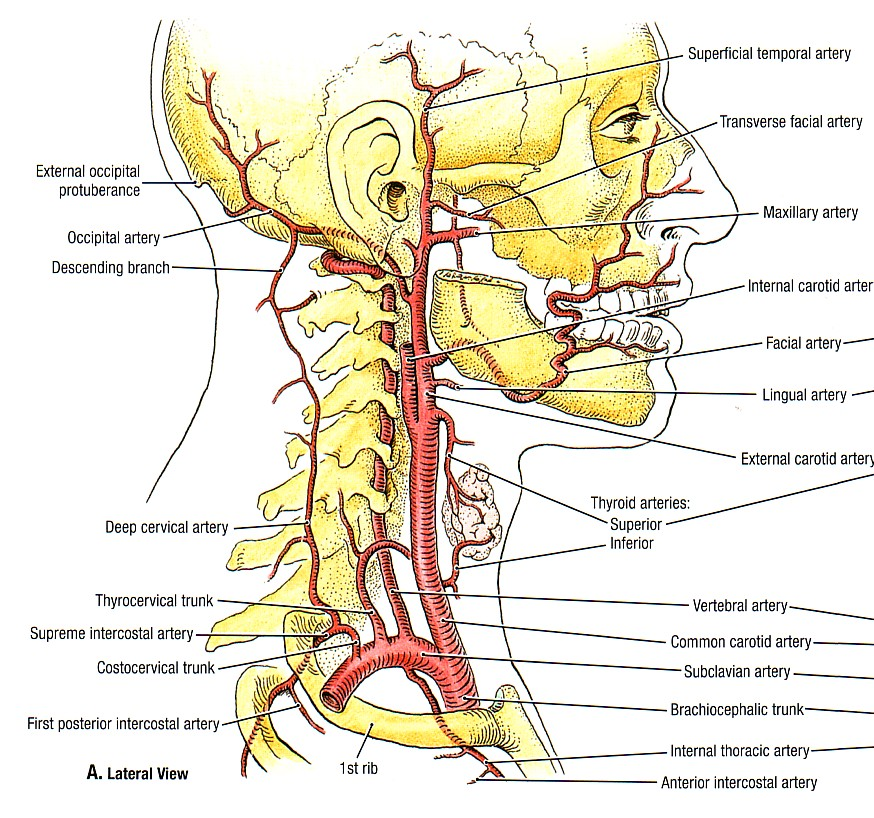 Superficial temporal artery
Transverse facial artery
External occipital
protuberance
Maxillary artery
Occipital artery
Descending branch
Internal carotid arter
Facial artery
Lingual artery
External carotid artery
Thyroid arteries:
Superior
Inferior
Deep cervical artery
Thyrocervical trunk
Vertebral artery
Supreme intercostal artery
Common carotid artery
Costocervical trunk
Subclavian artery
Brachiocephalic trunk
First posterior intercostal artery
Internal thoracic artery
1st rib
A. Lateral View
Anterior intercostal artery